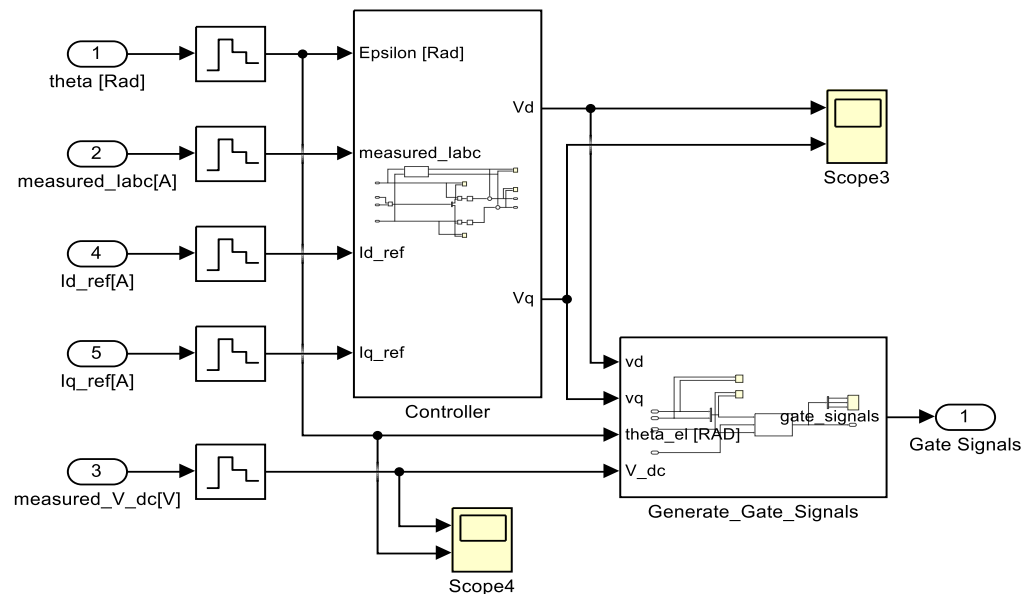 1
theta [Rad]
2
measured_Iabc[A]
4
Id_ref[A]
5
Iq_ref[A]
3
measured_V_dc[V]
Epsilon [Rad]
measured_Iabc
Id_ref
Iq_ref
Vd
Vq
Controller
Scope3
vd
vq
theta_el [RAD]
V_dc
gate_signals
Generate_Gate_Signals
1
Gate Signals
Scope4